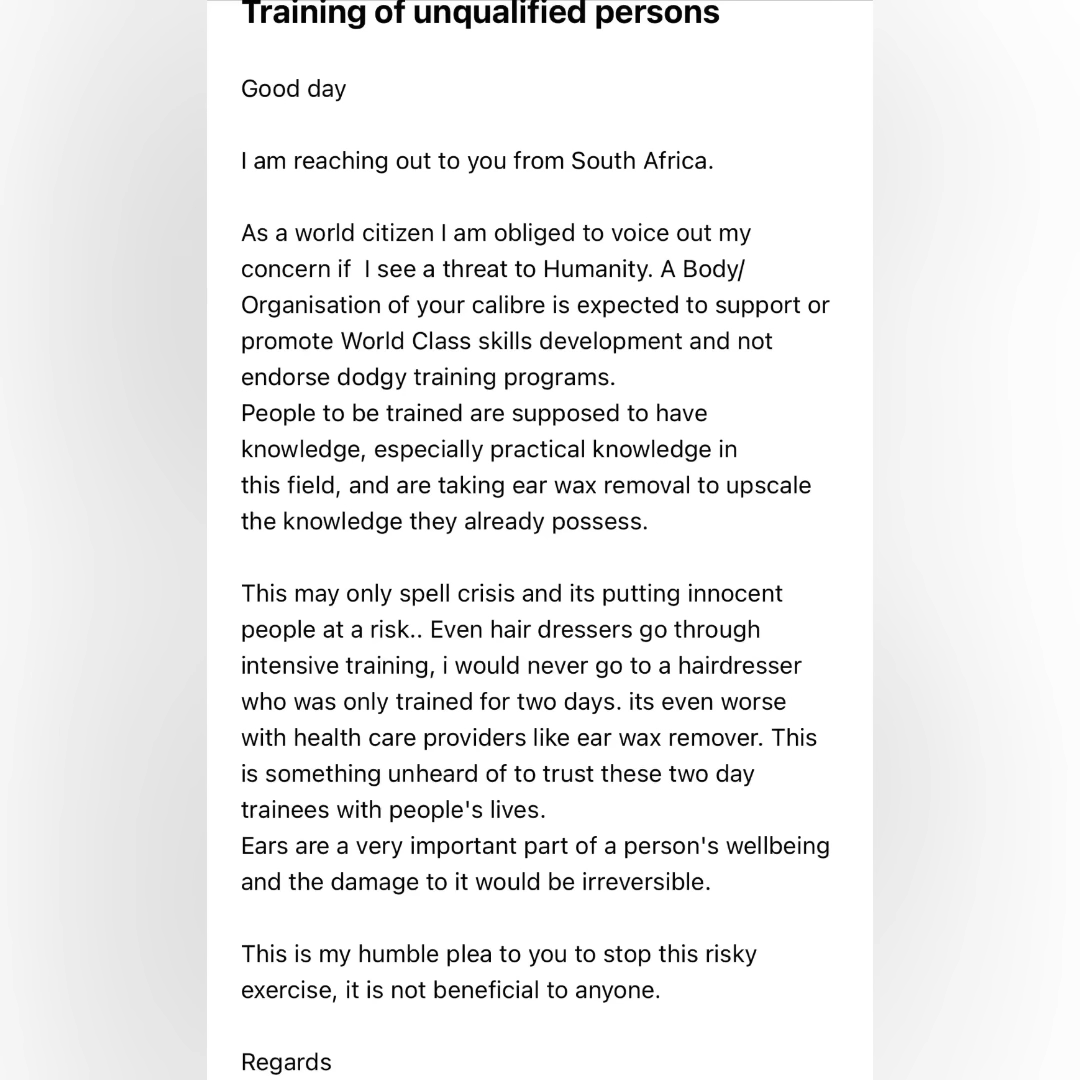 Training of unqualified persons
Good day
I am reaching out to you from South Africa.
As a world citizen I am obliged to voice out my
concern if  I see a threat to Humanity. A Body/
Organisation of your calibre is expected to support or
promote World Class skills development and not
endorse dodgy training programs.
People to be trained are supposed to have
knowledge, especially practical knowledge in
this field, and are taking ear wax removal to upscale
the knowledge they already possess.
This may only spell crisis and its putting innocent
people at a risk.. Even hair dressers go through
intensive training, i would never go to a hairdresser
who was only trained for two days. its even worse
with health care providers like ear wax remover. This
is something unheard of to trust these two day
trainees with people's lives.
Ears are a very important part of a person's wellbeing
and the damage to it would be irreversible.
This is my humble plea to you to stop this risky
exercise, it is not beneficial to anyone.
Regards